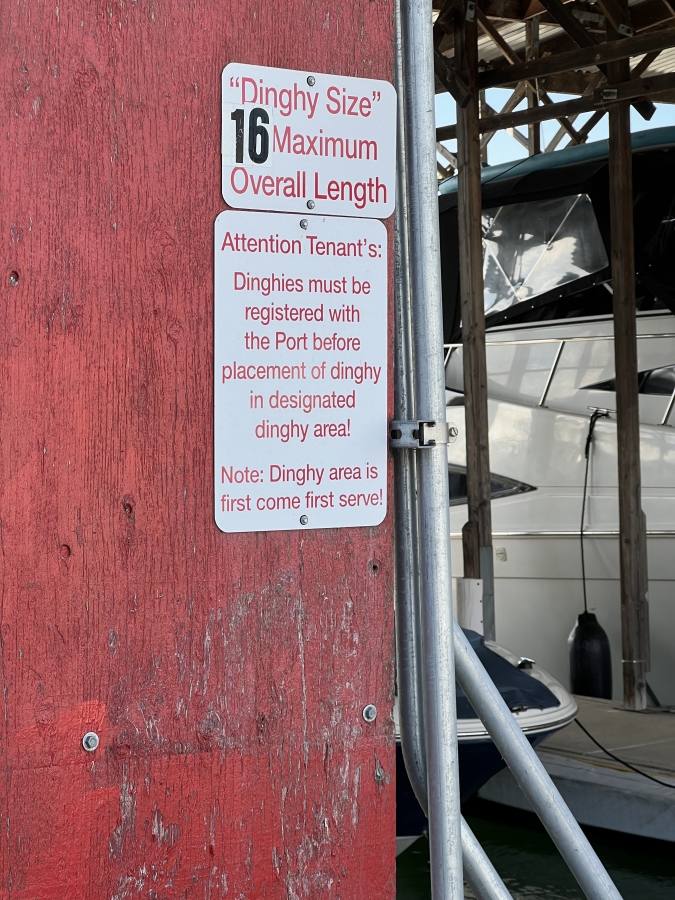 “Dinghy Size”
16 Maximum
Overall Length
Attention Tenant's:
Dinghies must be
registered with
the Port before
placement of dinghy
in designated
dinghy area!
Note: Dinghy area is
first come first serve!